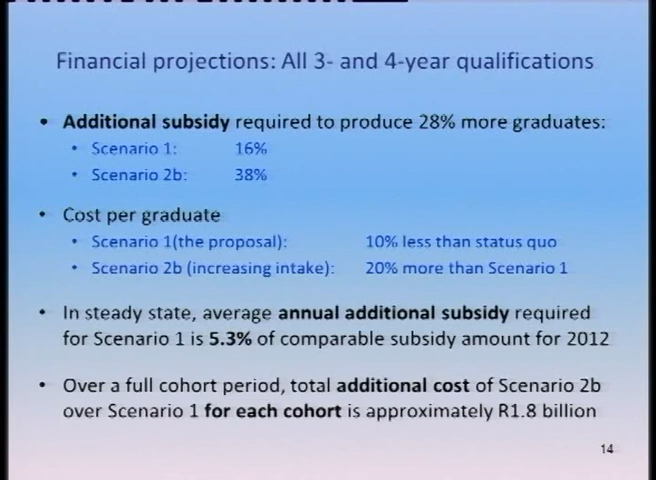 Financial projections: All 3- and 4-year qualifications
• Additional subsidy required to produce 28% more graduates:
• Scenario 1: 16%
• Scenario 2b: 38%
• Cost per graduate
• Scenario 1(the proposal): 10% less than status quo
• Scenario 2b (increasing intake): 20% more than Scenario 1
• In steady state, average annual additional subsidy required
for Scenario 1 is 5.3% of comparable subsidy amount for 2012
• Over a full cohort period, total additional cost of Scenario 2b
over Scenario 1 for each cohort is approximately R1.8 billion
14